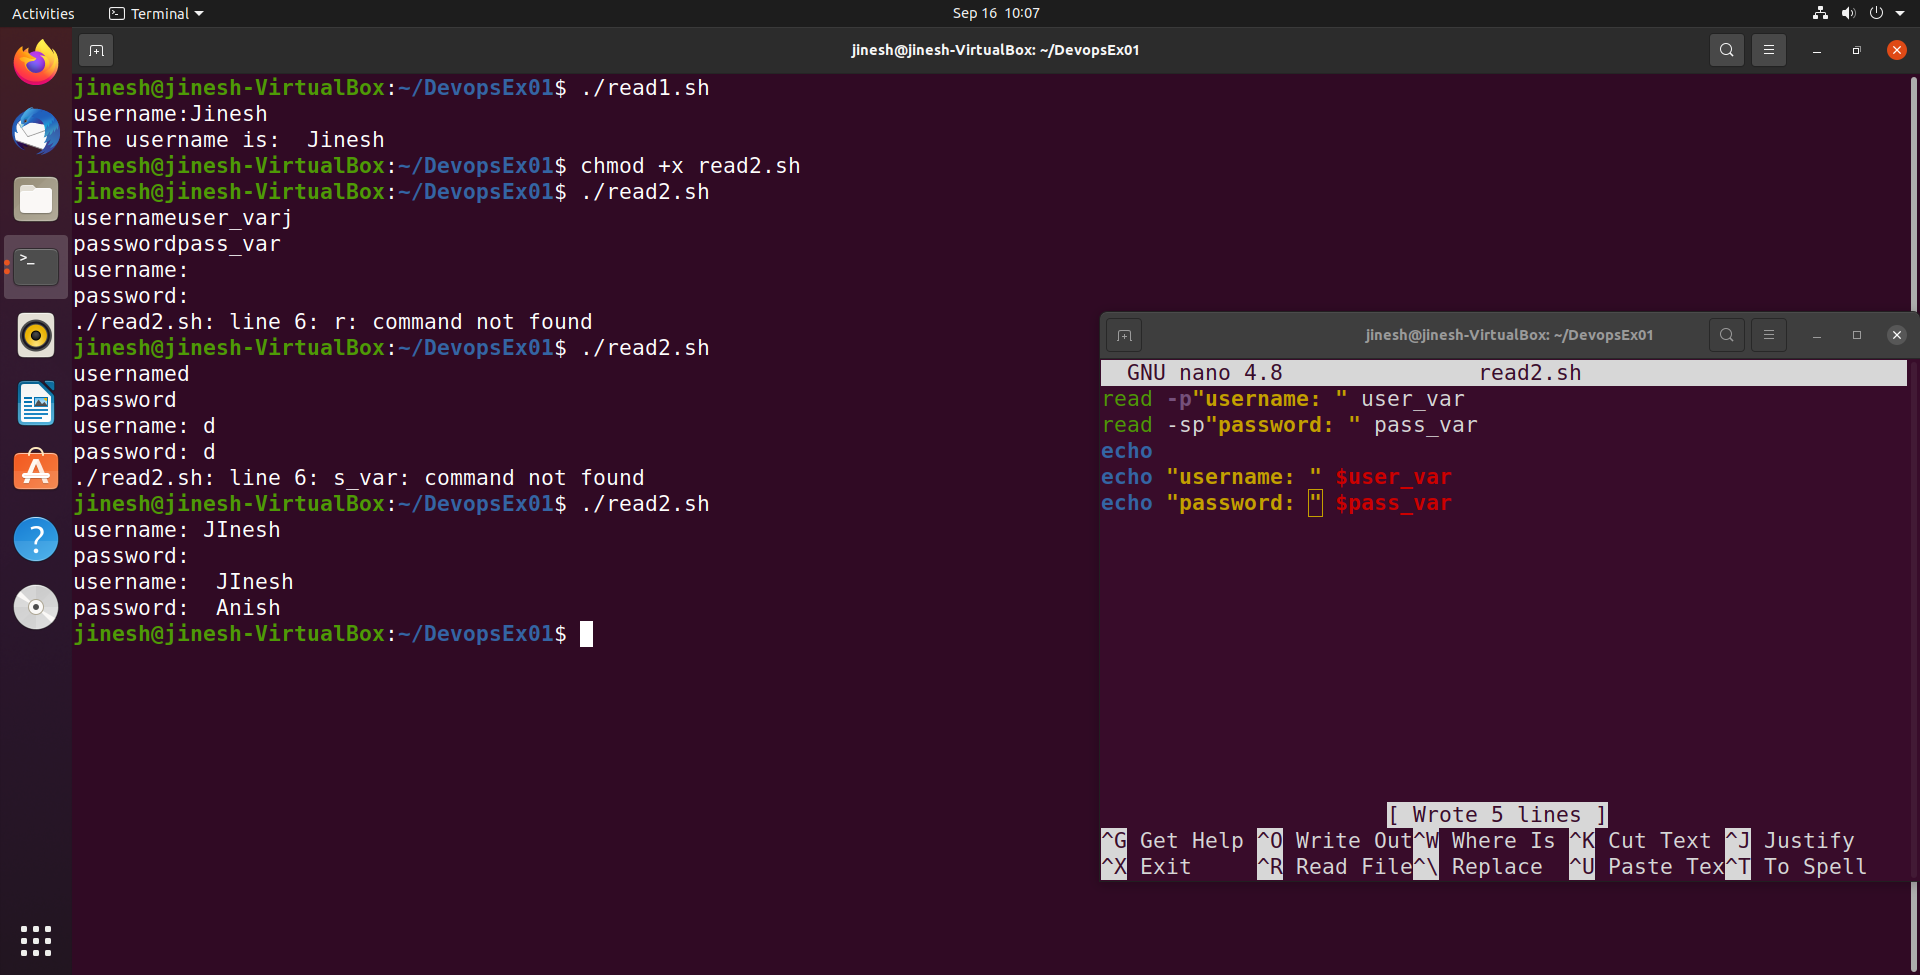 Activities
Terminal
Sep 16 10:07
jinesh@jinesh-VirtualBox: ~/DevopsEx01
jinesh@jinesh-VirtualBox:~/DevopsEx01$ ./read1.sh
username:Jinesh
The username is:  Jinesh
jinesh@jinesh-VirtualBox:~/DevopsEx01$ chmod +x read2.sh
jinesh@jinesh-VirtualBox:~/DevopsEx01$ ./read2.sh
usernameuser_varj
passwordpass_var
username:
password:
./read2.sh: line 6: r: command not found
jinesh@jinesh-VirtualBox:~/DevopsEx01$ ./read2.sh
usernamed
password
username: d
password: d
./read2.sh: line 6: s_var: command not found
jinesh@jinesh-VirtualBox:~/DevopsEx01$ ./read2.sh
username: JInesh
password:
username:  JInesh
password:  Anish
jinesh@jinesh-VirtualBox:~/DevopsEx01$
jinesh@jinesh-VirtualBox: ~/DevopsEx01
GNU nano 4.8 read2.sh
read -p"username: " user_var
read -sp"password: " pass_var
echo
echo "username: " $user_var
echo "password: " $pass_var
[ Wrote 5 lines ]
^G Get Help ^O Write Out^W Where Is ^K Cut Text ^J Justify
^X Exit ^R Read File^\ Replace ^U Paste Tex^T To Spell